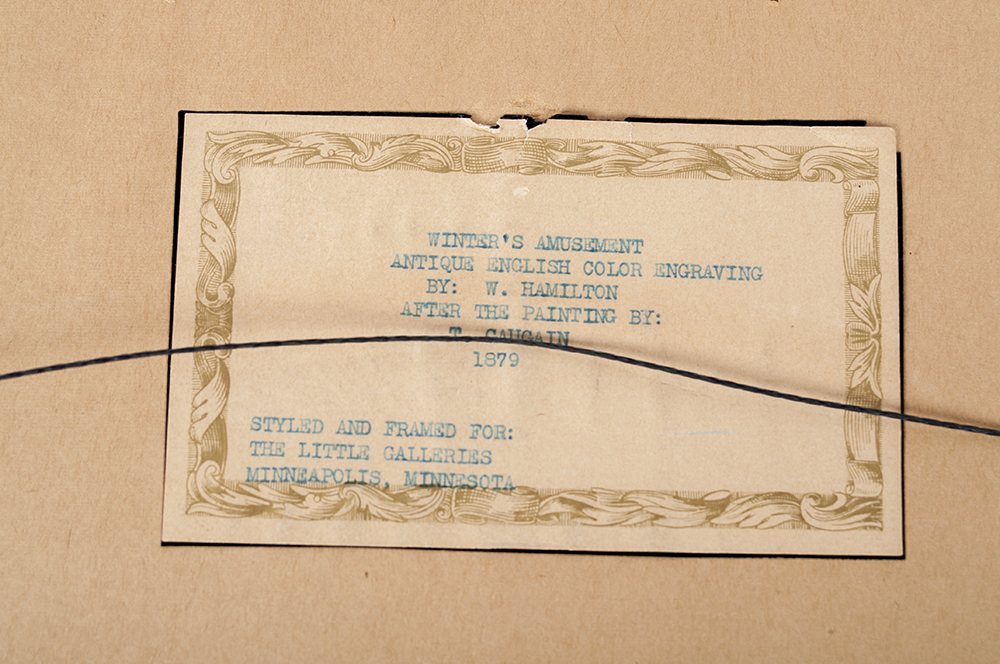 WINTER'S AMUSEMENT
ANTIQUE ENGLISH COLOR ENGRAVING
BY: W. HAMILTON
AFTER THE PAINTING BY:
T. GAUGAIN
1879
STYLED AND FRAMED FOR:
THE LITTLE GALLERIES
MINNEAPOLIS, MINNESOTA